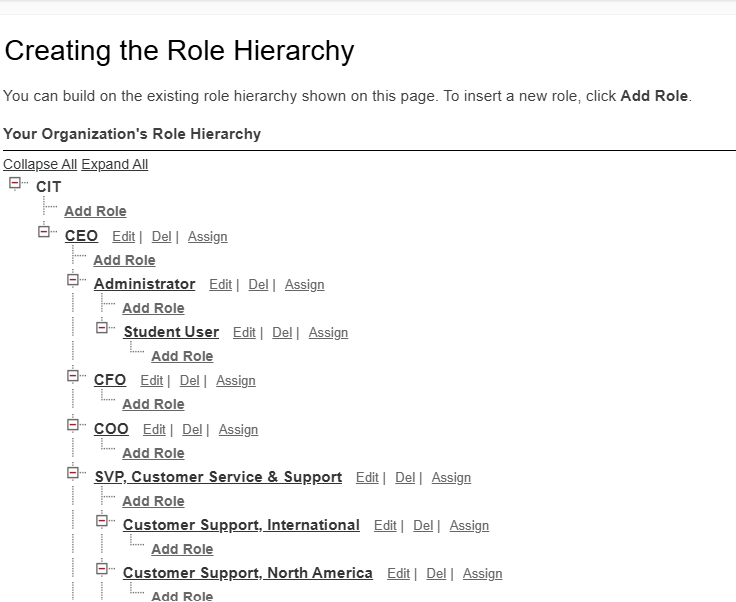 Creating the Role Hierarchy
You can build on the existing role hierarchy shown on this page. To insert a new role, click Add Role.
Your Organization's Role Hierarchy
Collapse All Expand All
CIT
Add Role
CEO Edit | Del | Assign
Add Role
Administrator Edit | Del | Assign
Add Role
Student User Edit | Del | Assign
Add Role
CFO Edit | Del | Assign
Add Role
COO Edit | Del | Assign
Add Role
SVP, Customer Service & Support Edit | Del | Assign
Add Role
Customer Support, International Edit | Del | Assign
Add Role
Customer Support, North America Edit | Del | Assign
Add Role